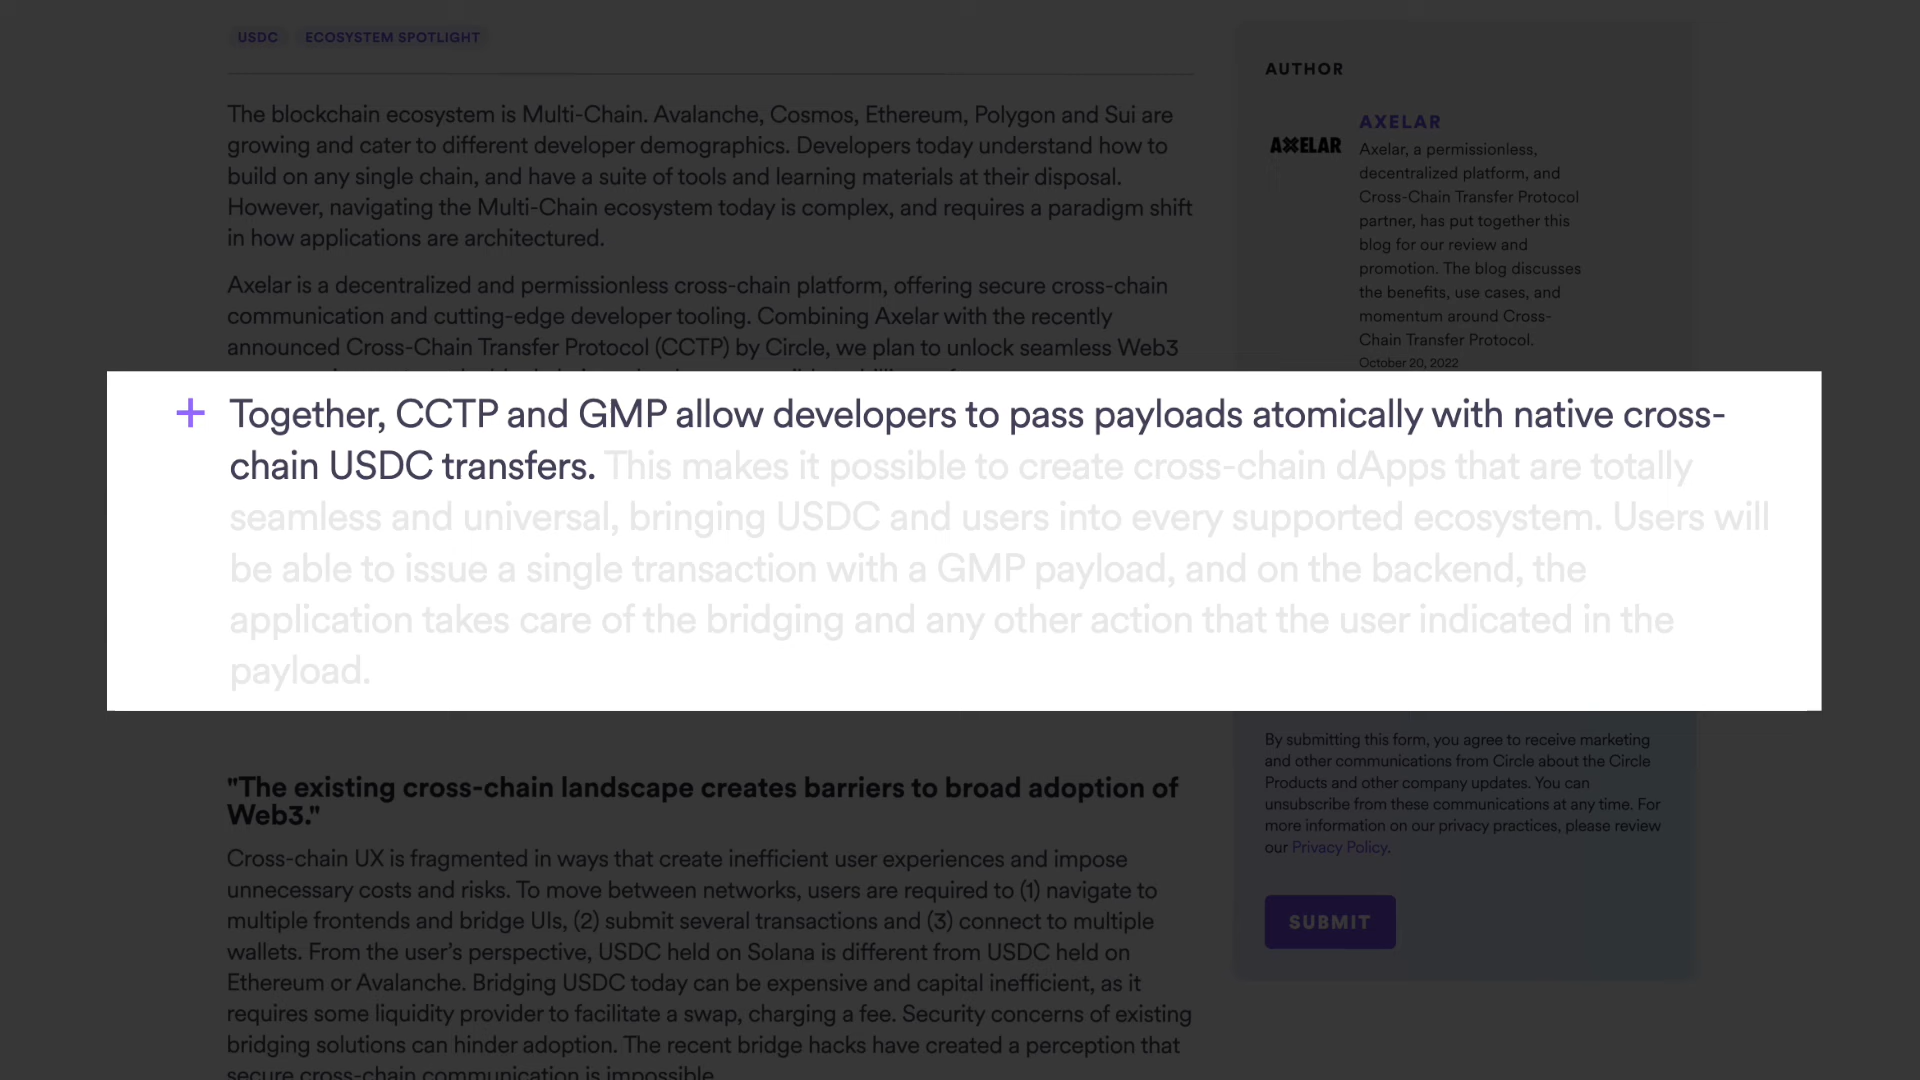 USDC
ECOSYSTEM SPOTLIGHT
The blockchain ecosystem is Multi-Chain. Avalanche, Cosmos, Ethereum, Polygon and Sui are
growing and cater to different developer demographics. Developers today understand how to
build on any single chain, and have a suite of tools and learning materials at their disposal.
However, navigating the Multi-Chain ecosystem today is complex, and requires a paradigm shift
in how applications are architectured.
Axelar is a decentralized and permissionless cross-chain platform, offering secure cross-chain
communication and cutting-edge developer tooling. Combining Axelar with the recently
announced Cross-Chain Transfer Protocol (CCTP) by Circle, we plan to unlock seamless Web3
AUTHOR
AXELAR
AXELAR
Axelar, a permissionless,
decentralized platform, and
Cross-Chain Transfer Protocol
partner, has put together this
blog for our review and
promotion. The blog discusses
the benefits, use cases, and
momentum around Cross-
Chain Transfer Protocol.
October 20, 2022
+ Together, CCTP and GMP allow developers to pass payloads atomically with native cross-
chain USDC transfers. This makes it possible to create cross-chain dApps that are totally
seamless and universal, bringing USDC and users into every supported ecosystem. Users will
be able to issue a single transaction with a GMP payload, and on the backend, the
application takes care of the bridging and any other action that the user indicated in the
payload.
"The existing cross-chain landscape creates barriers to broad adoption of
Web3."
Cross-chain UX is fragmented in ways that create inefficient user experiences and impose
unnecessary costs and risks. To move between networks, users are required to (1) navigate to
multiple frontends and bridge UIs, (2) submit several transactions and (3) connect to multiple
wallets. From the user's perspective, USDC held on Solana is different from USDC held on
Ethereum or Avalanche. Bridging USDC today can be expensive and capital inefficient, as it
requires some liquidity provider to facilitate a swap, charging a fee. Security concerns of existing
bridging solutions can hinder adoption. The recent bridge hacks have created a perception that
secure cross-chain communication is impossible.
By submitting this form, you agree to receive marketing
and other communications from Circle about the Circle
Products and other company updates. You can
unsubscribe from these communications at any time. For
more information on our privacy practices, please review
our Privacy Policy.
SUBMIT